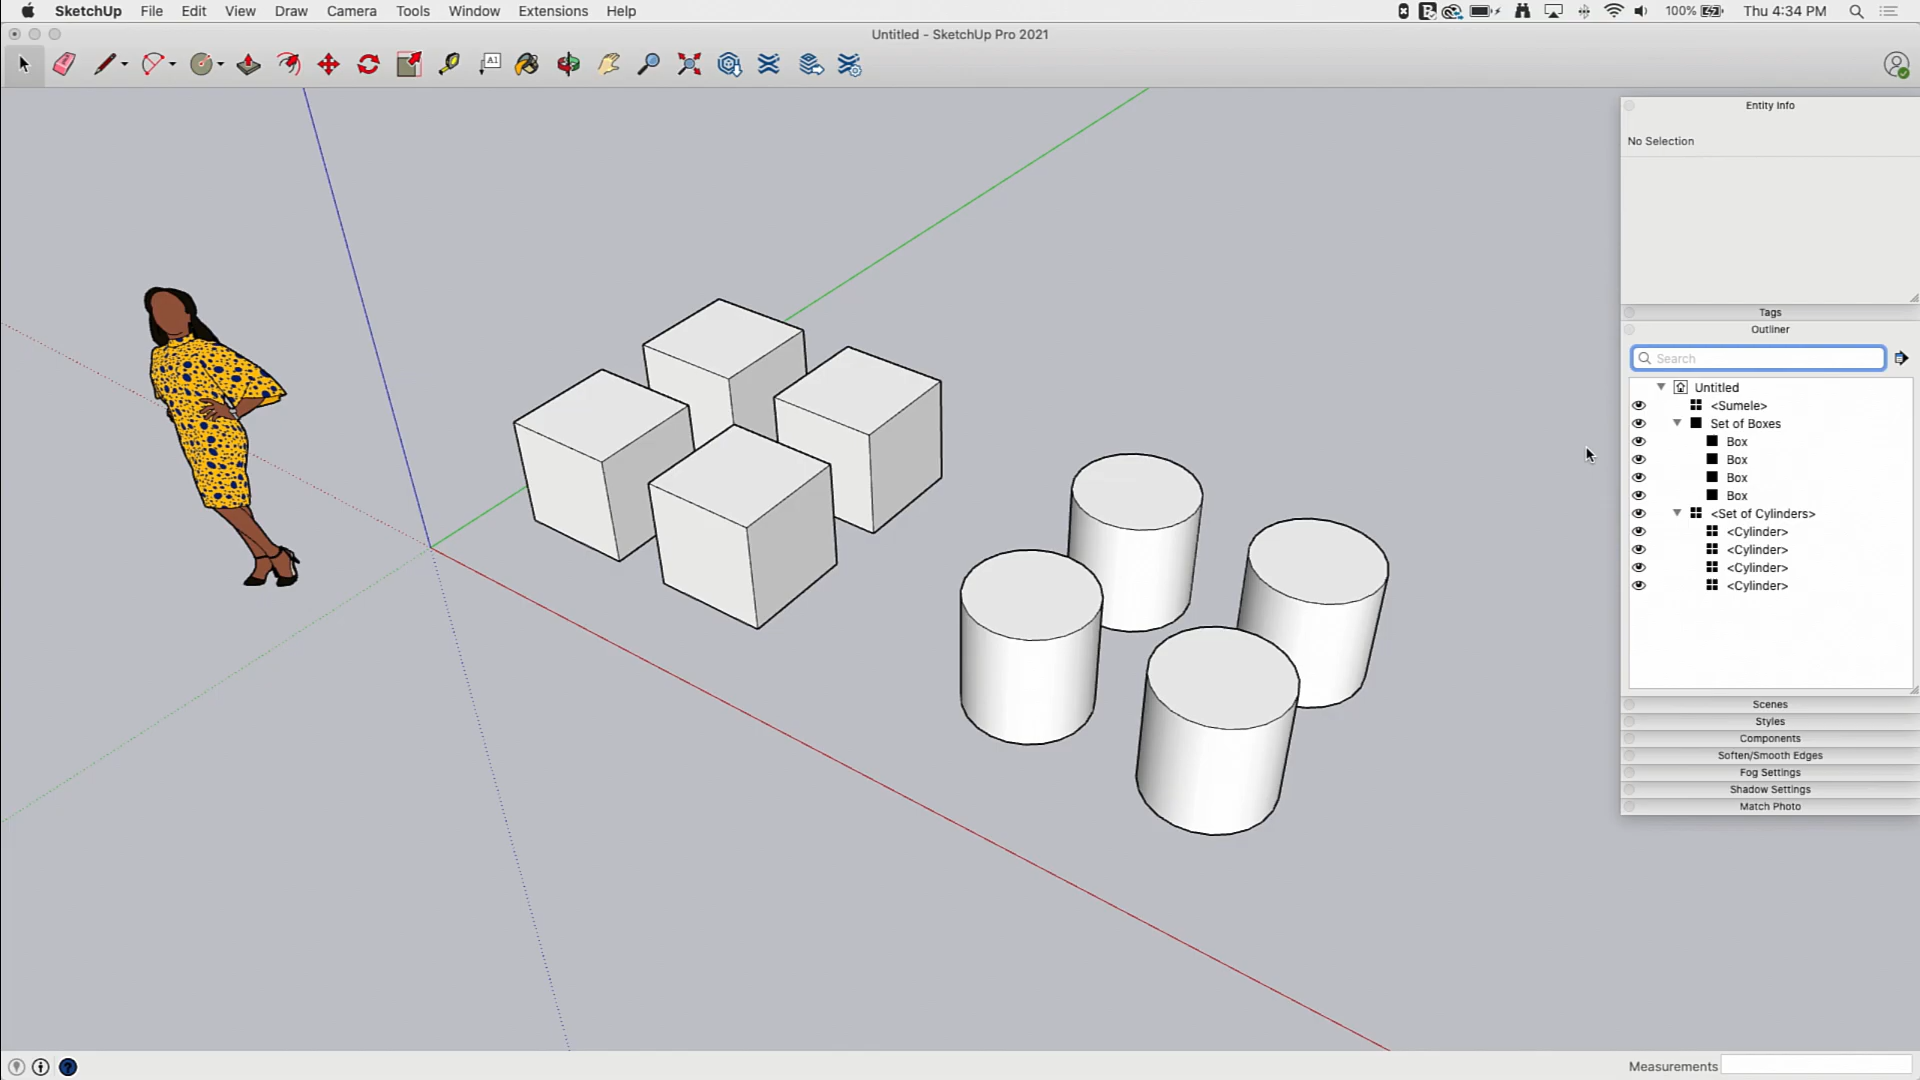 SketchUp File Edit View Draw Camera Tools Window Extensions Help 100% Thu 4:34 PM
Untitled - SketchUp Pro 2021
A1
Entity Info
No Selection
Tags
Outliner
Search
Untitled
<Sumele>
Set of Boxes
Box
Box
Box
Box
<Set of Cylinders>
<Cylinder>
<Cylinder>
<Cylinder>
<Cylinder>
Scenes
Styles
Components
Soften/Smooth Edges
Fog Settings
Shadow Settings
Match Photo
Measurements